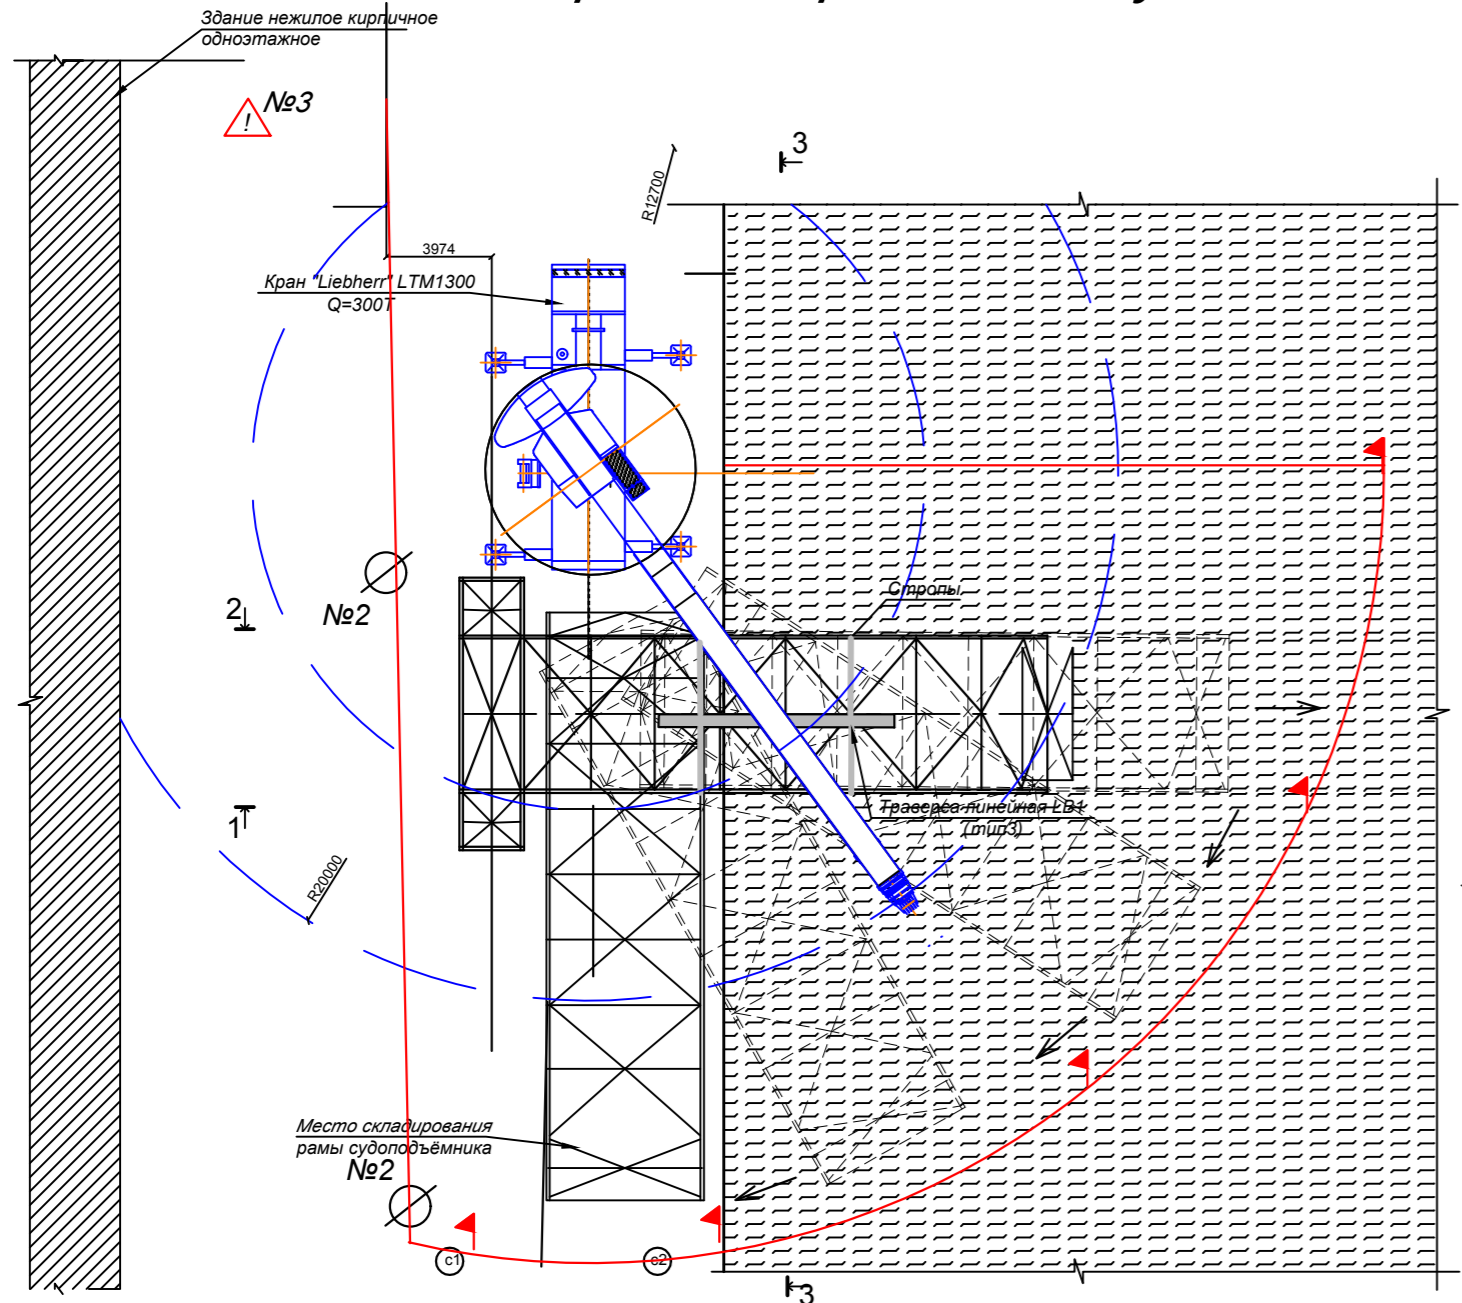 Здание нежилое кирпичное
одноэтажное
!
№3
3
R12700
3974
Кран "Liebherr" LTM1300
Q=300Т
Стропы
№2
2
1
Траверса линейная LB1
(тип3)
R20000
Место складирования
рамы судоподъёмника
№2
с1
с2
3